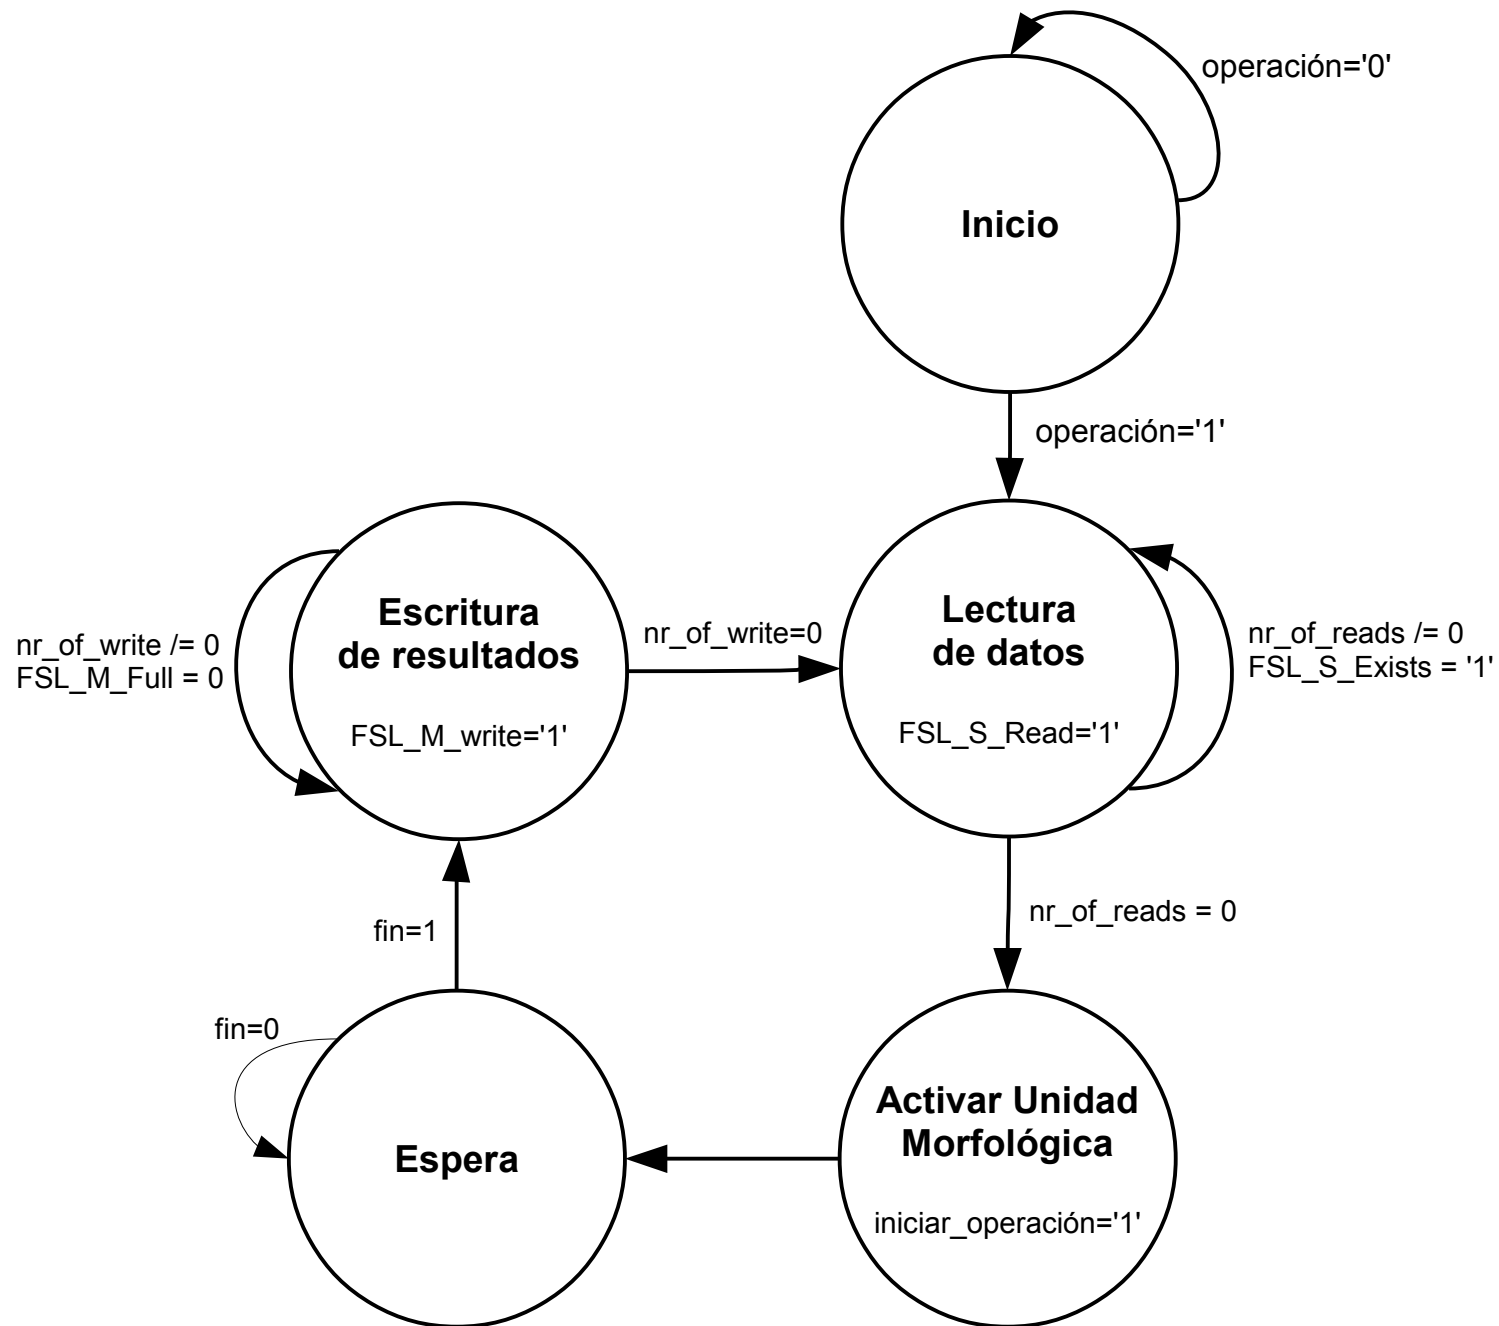 operación='0'
Inicio
operación='1'
Escritura
de resultados
FSL_M_write='1'
nr_of_write /= 0
FSL_M_Full = 0
nr_of_write=0
Lectura
de datos
FSL_S_Read='1'
nr_of_reads /= 0
FSL_S_Exists = '1'
fin=1
nr_of_reads = 0
fin=0
Espera
Activar Unidad
Morfológica
iniciar_operación='1'